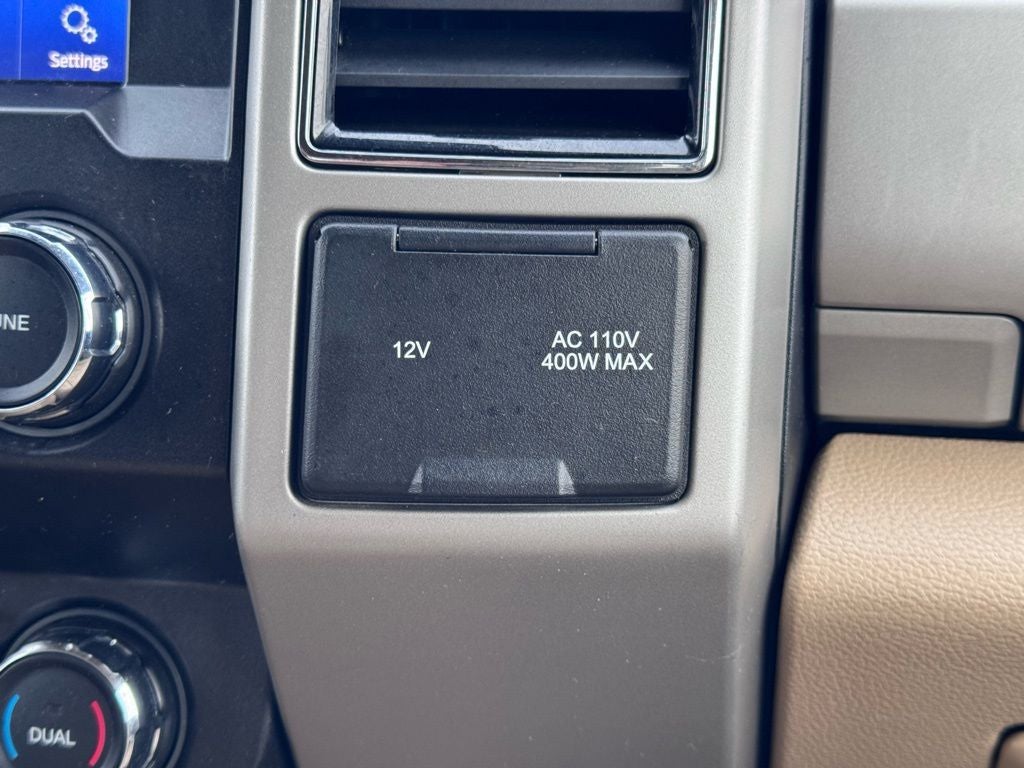 Settings
UNE
12V
AC 110V
400W MAX
DUAL